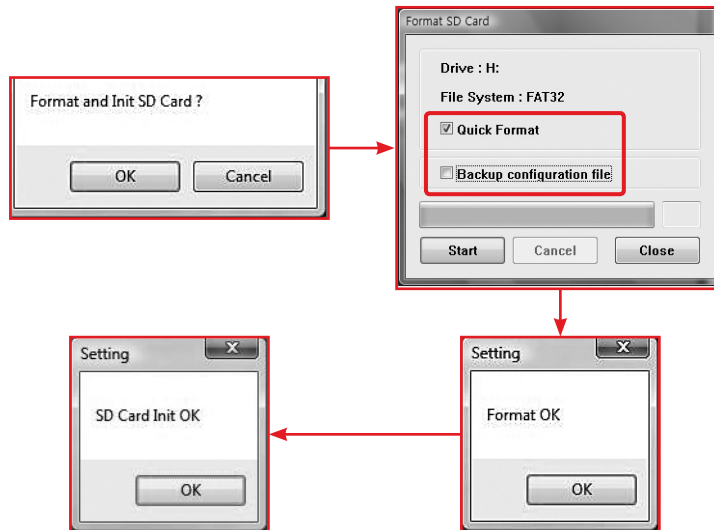 Format and Init SD Card ?
OK
Cancel
Format SD Card
Drive : H:
File System : FAT32
Quick Format
Backup configuration file
Start
Cancel
Close
Setting
Format OK
OK
Setting
SD Card Init OK
OK